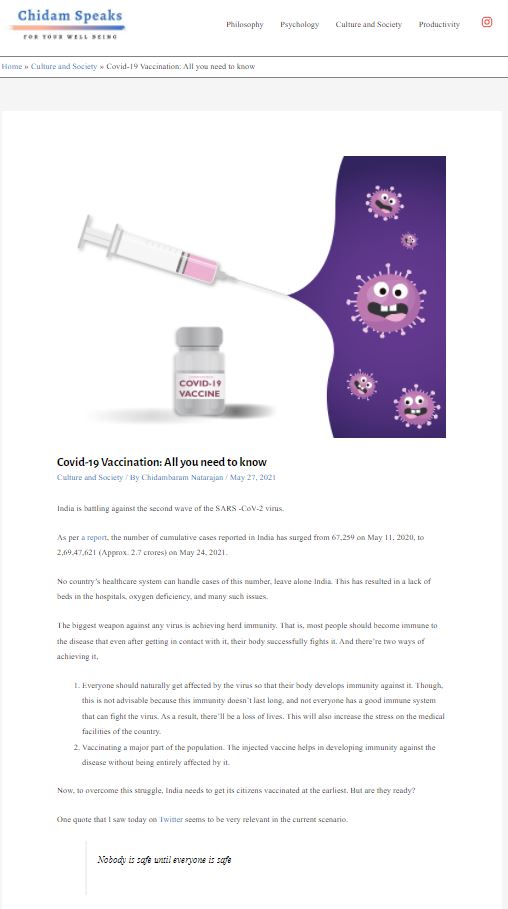 Chidam Speaks
FOR YOUR WELL BEING
Philosophy Psychology Culture and Society Productivity
Home » Culture and Society » Covid-19 Vaccination: All you need to know
COVID-19
VACCINE
Covid-19 Vaccination: All you need to know
Culture and Society / By Chidambaram Natarajan / May 27, 2021
India is battling against the second wave of the SARS -CoV-2 virus.
As per a report, the number of cumulative cases reported in India has surged from 67,259 on May 11, 2020, to
2,69,47,621 (Approx. 2.7 crores) on May 24, 2021.
No country's healthcare system can handle cases of this number, leave alone India. This has resulted in a lack of
beds in the hospitals, oxygen deficiency, and many such issues.
The biggest weapon against any virus is achieving herd immunity. That is, most people should become immune to
the disease that even after getting in contact with it, their body successfully fights it. And there're two ways of
achieving it,
1. Everyone should naturally get affected by the virus so that their body develops immunity against it. Though,
this is not advisable because this immunity doesn't last long, and not everyone has a good immune system
that can fight the virus. As a result, there'll be a loss of lives. This will also increase the stress on the medical
facilities of the country.
2. Vaccinating a major part of the population. The injected vaccine helps in developing immunity against the
disease without being entirely affected by it.
Now, to overcome this struggle, India needs to get its citizens vaccinated at the earliest. But are they ready?
One quote that I saw today on Twitter seems to be very relevant in the current scenario.
Nobody is safe until everyone is safe